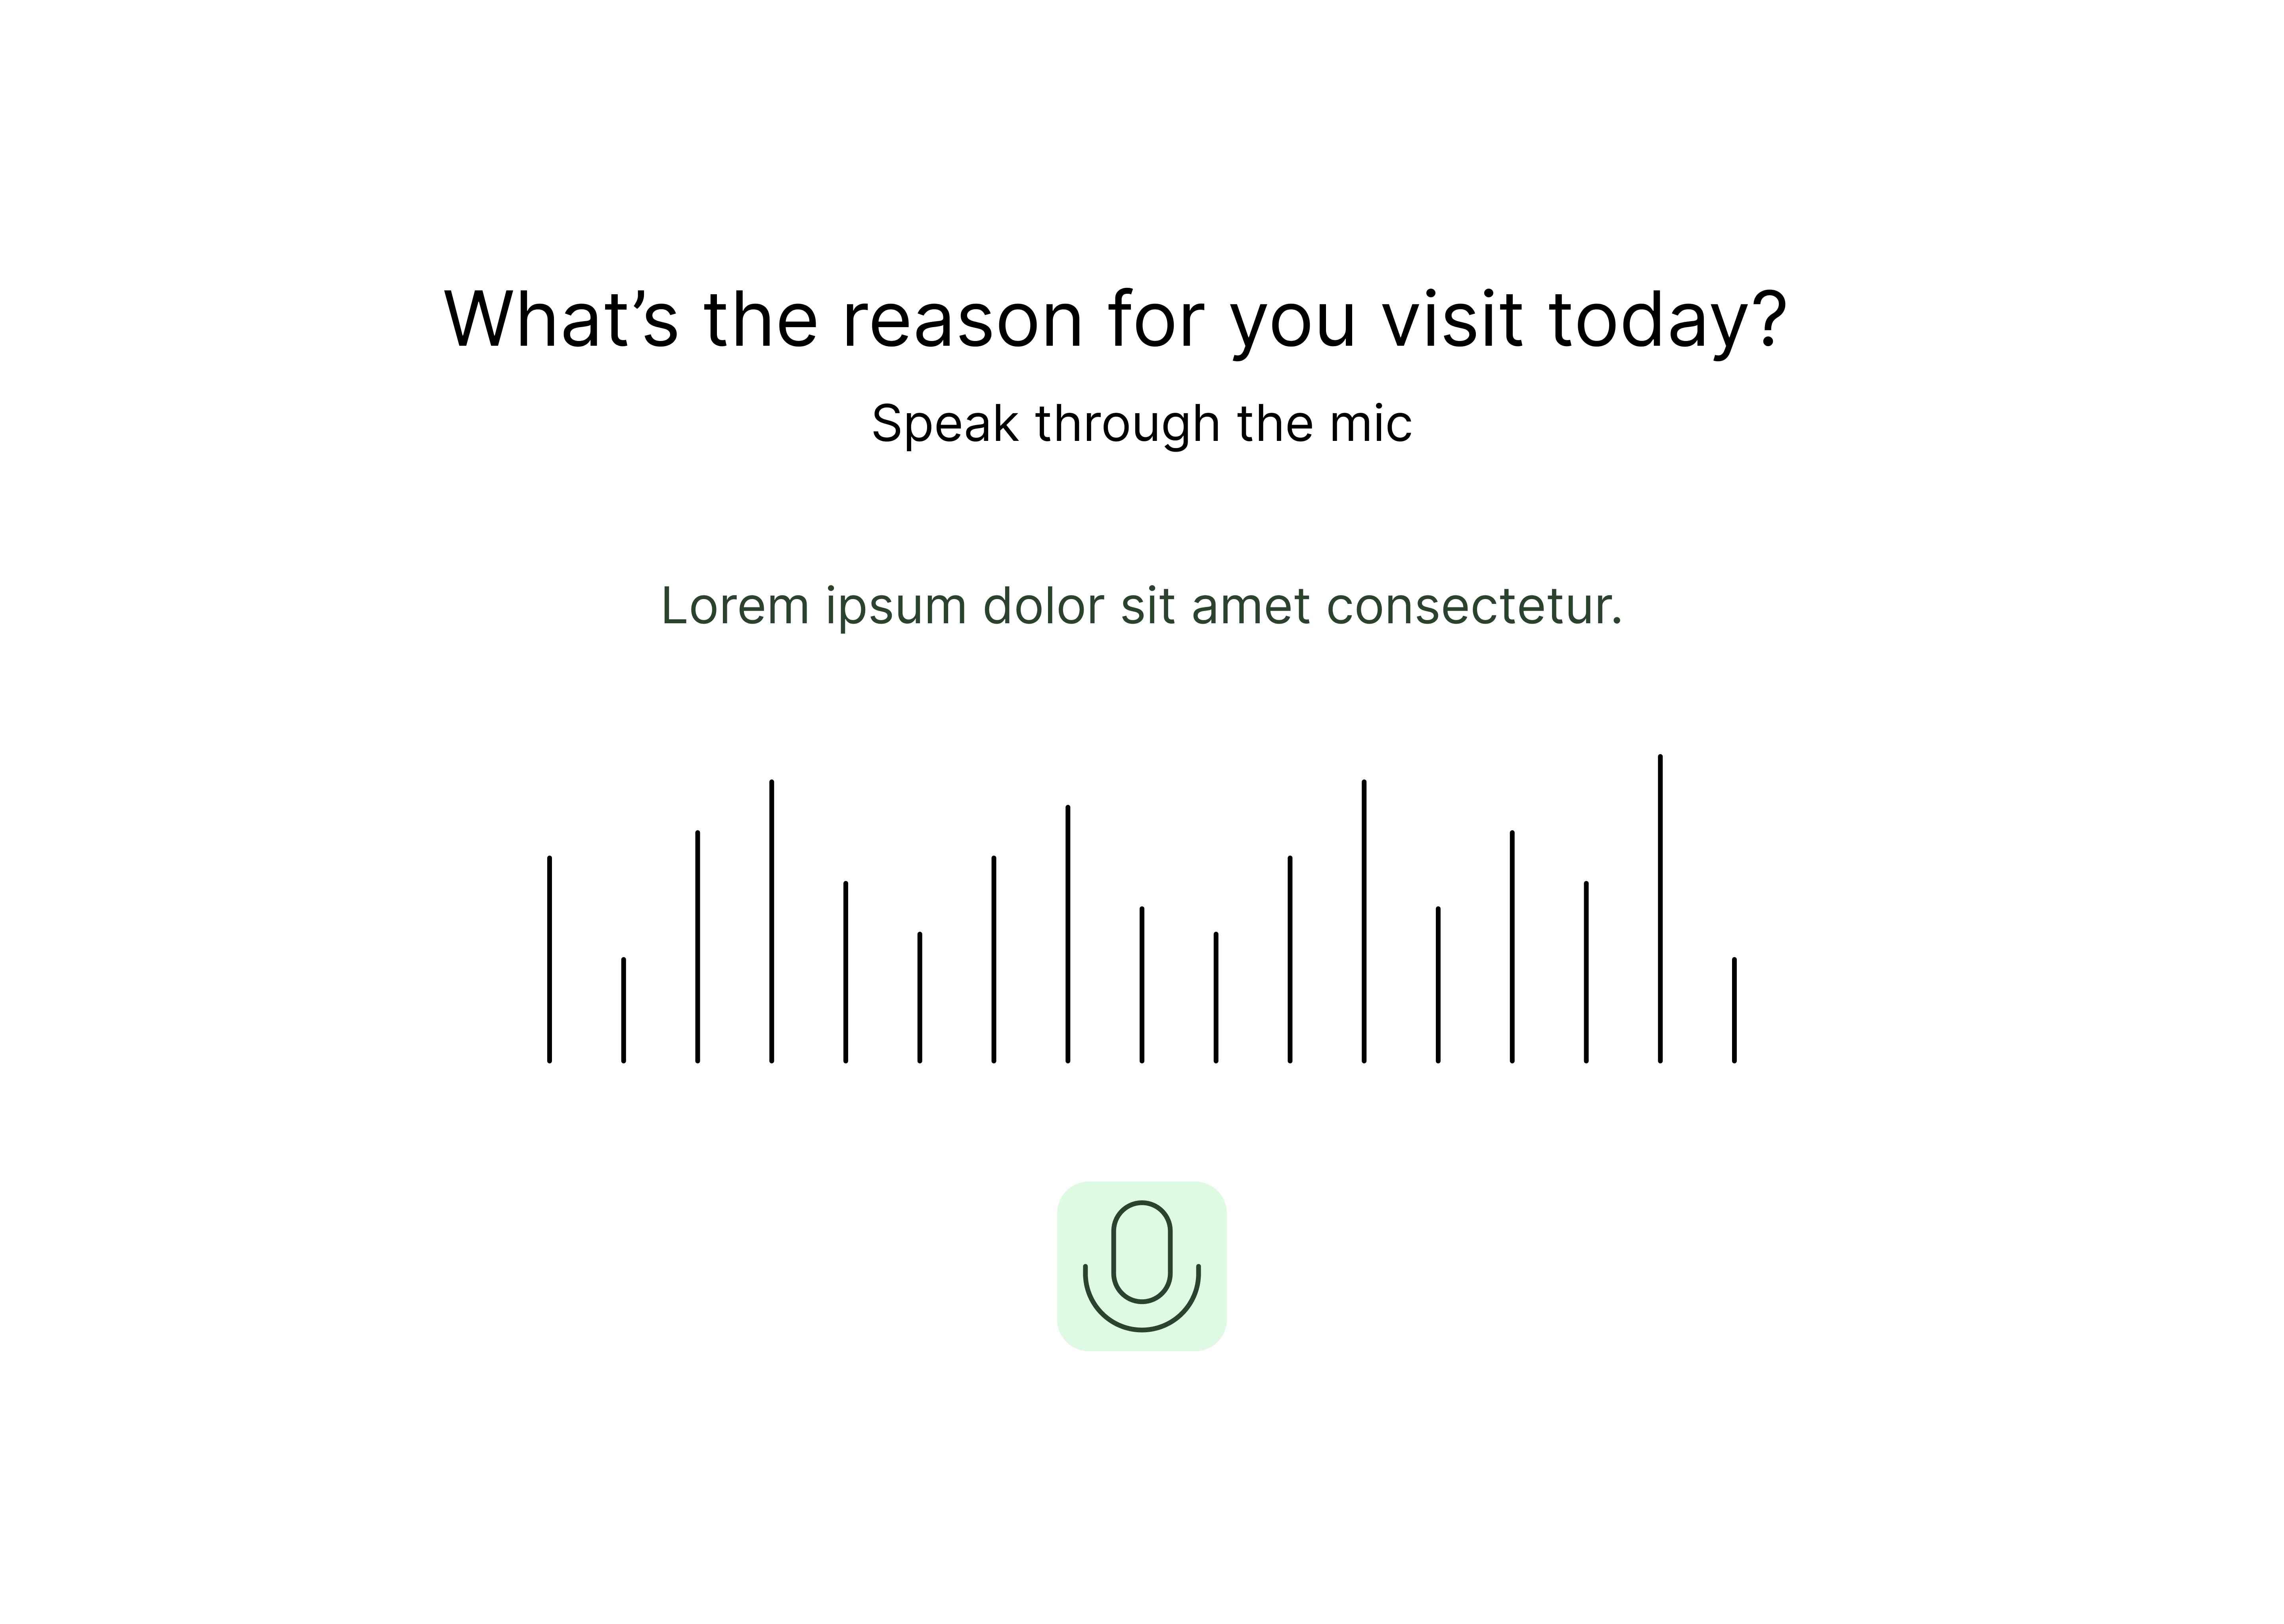 What’s the reason for you visit today?
Speak through the mic
Lorem ipsum dolor sit amet consectetur.